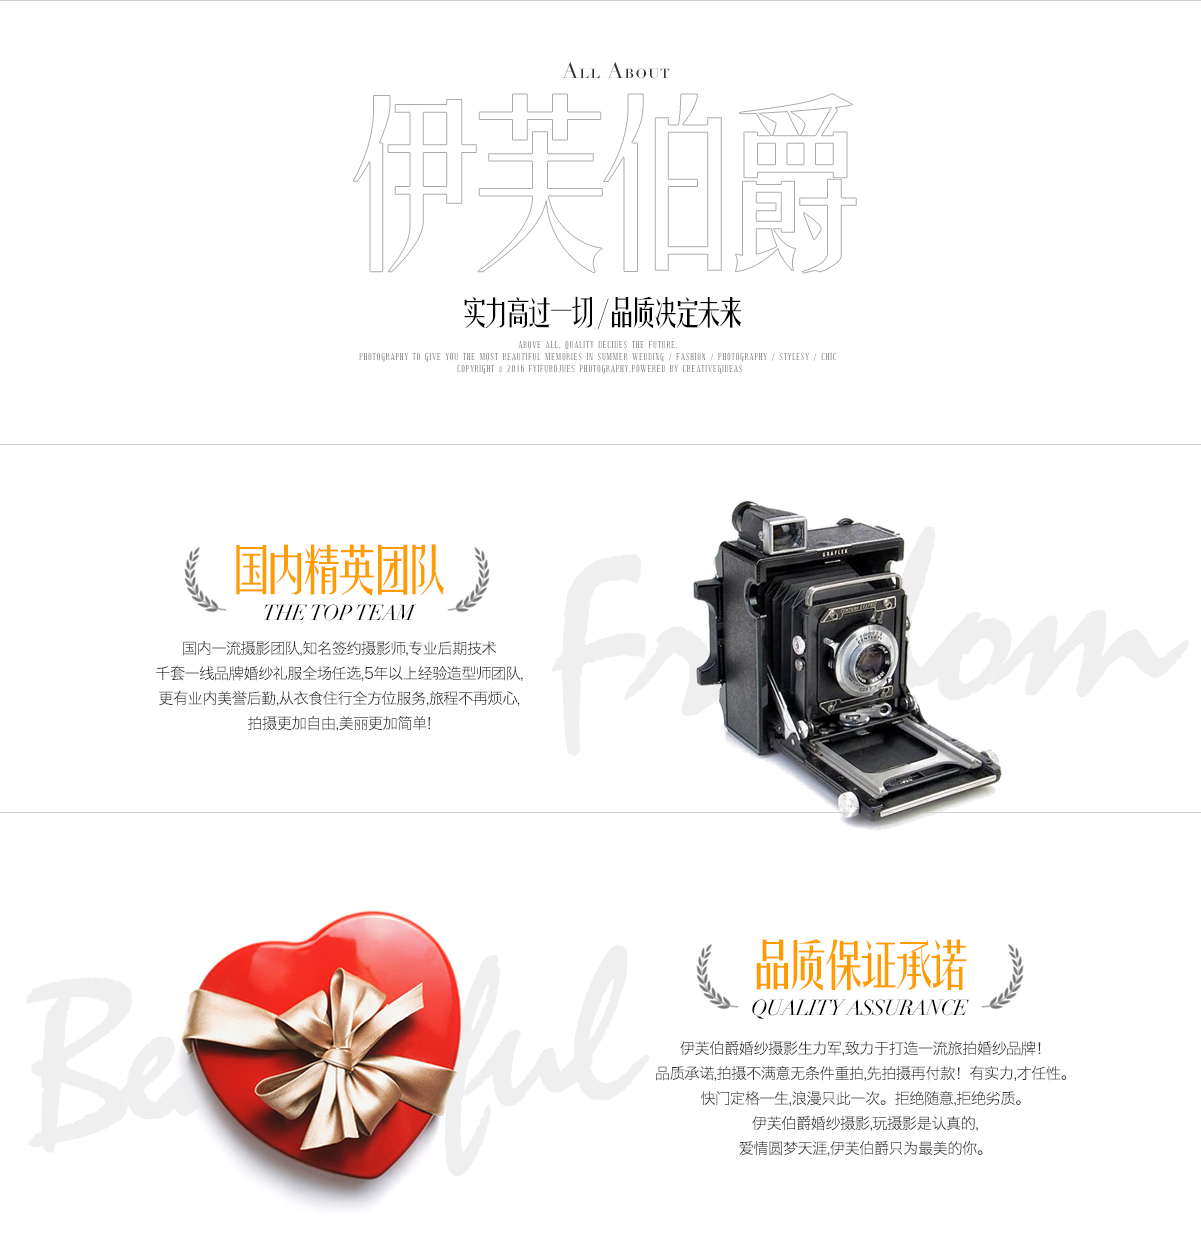 ALL ABOUT
伊芙伯爵
实力高过一切/品质决定未来
ABOVE ALL, QUALITY DECIDES THE FUTURE.
PHOTOGRAPHY TO GIVE YOU THE MOST BEAUTIFUL MEMORIES IN SUMMER WEDDING / FASHION / PHOTOGRAPHY / STYLESY / CHIC
COPYRIGHT © 2016 FYIFUBOJUES PHOTOGRAPHY.POWERED BY CREATIVEGIDEAS
国内精英团队
THE TOP TEAM
国内一流摄影团队,知名签约摄影师,专业后期技术
千套一线品牌婚纱礼服全场任选,5年以上经验造型师团队,
更有业内美誉后勤,从衣食住行全方位服务,旅程不再烦心,
拍摄更加自由,美丽更加简单!
GRAFLEX
品质保证承诺
QUALITY ASSURANCE
伊芙伯爵婚纱摄影生力军,致力于打造一流旅拍婚纱品牌!
品质承诺,拍摄不满意无条件重拍,先拍摄再付款！有实力,才任性。
快门定格一生,浪漫只此一次。拒绝随意,拒绝劣质。
伊芙伯爵婚纱摄影,玩摄影是认真的,
爱情圆梦天涯,伊芙伯爵只为最美的你。